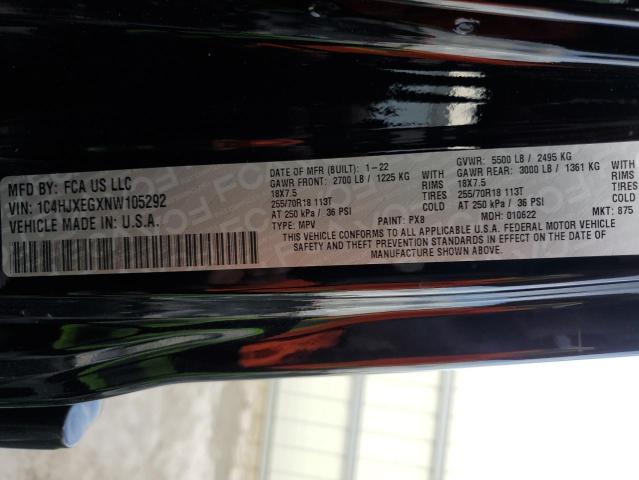 MFD BY: FCA US LLC
VIN: 1C4HJXEGXNW105292
VEHICLE MADE IN U.S.A.
DATE OF MFR (BUILT): 1-22
GAWR FRONT: 2700 LB / 1225 KG WITH
18X7.5 RIMS
255/70R18 113T TIRES
AT 250 kPa / 36 PSI COLD
TYPE: MPV PAINT: PX8
GVWR: 5500 LB / 2495 KG
GAWR REAR: 3000 LB / 1361 KG WITH
18X7.5 RIMS
255/70R18 113T TIRES
AT 250 kPa / 36 PSI COLD
MDH: 010622 MKT: 875
THIS VEHICLE CONFORMS TO ALL APPLICABLE U.S.A. FEDERAL MOTOR VEHICLE
SAFETY AND THEFT PREVENTION STANDARDS IN EFFECT ON THE DATE OF
MANUFACTURE SHOWN ABOVE.